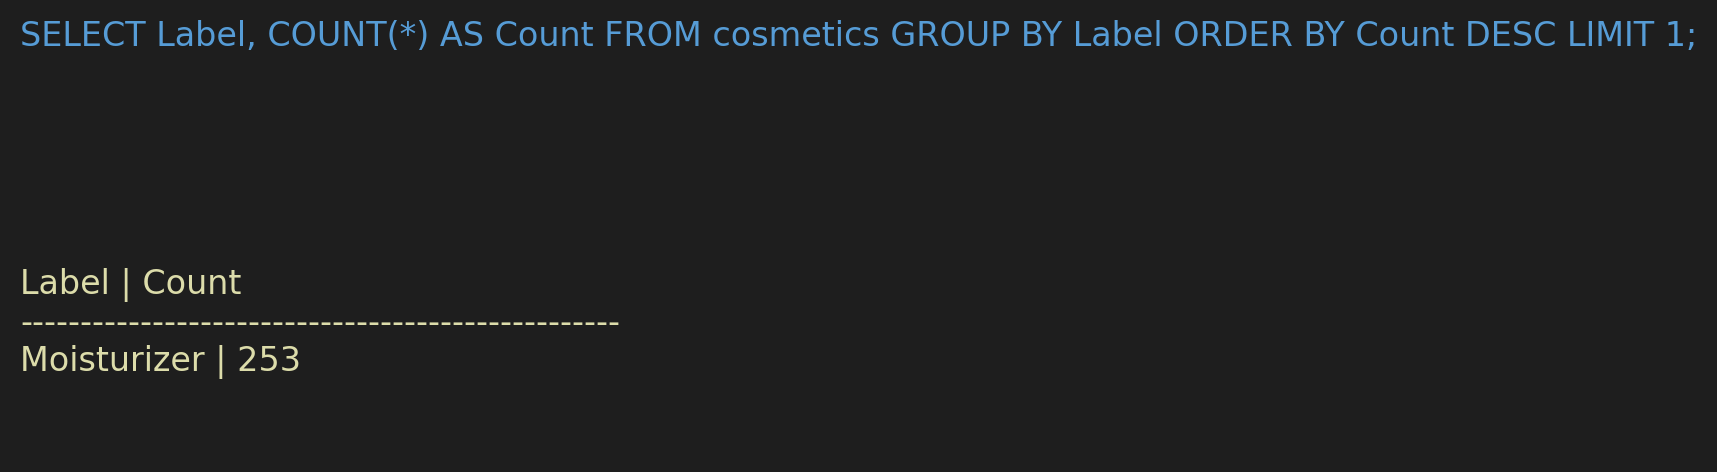 SELECT Label, COUNT(*) AS Count FROM cosmetics GROUP BY Label ORDER BY Count DESC LIMIT 1;
Label | Count
--------------------------------------------------
Moisturizer | 253